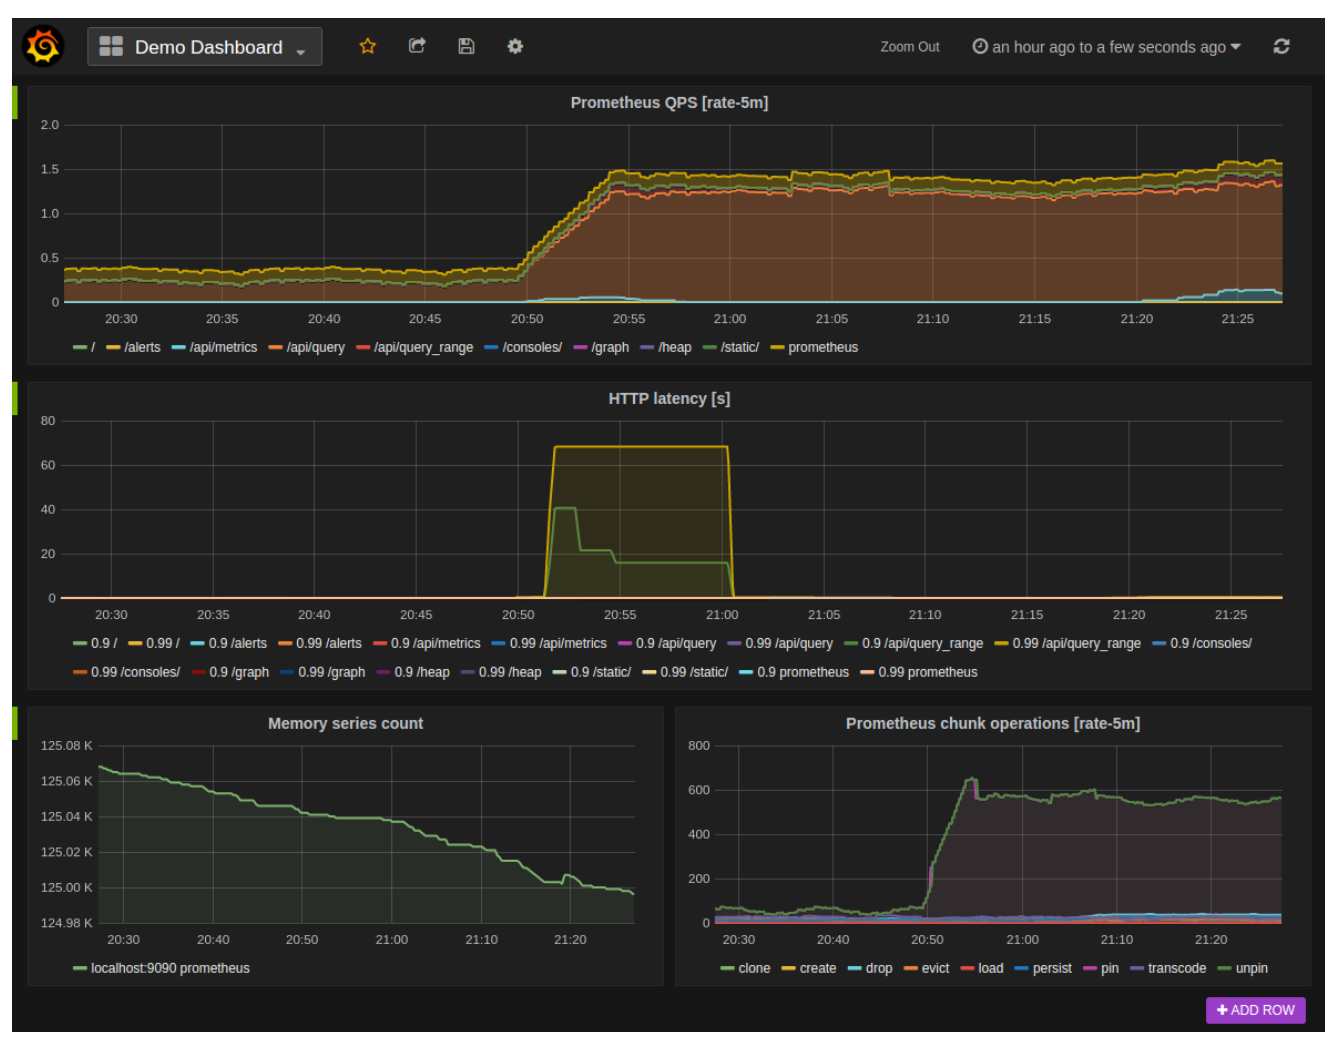 Demo Dashboard
Zoom Out an hour ago to a few seconds ago
Prometheus QPS [rate-5m]
2.0
1.5
1.0
0.5
0
20:30 20:35 20:40 20:45 20:50 20:55 21:00 21:05 21:10 21:15 21:20 21:25
/ /alerts /api/metrics /api/query /api/query_range /consoles/ /graph /heap /static/ prometheus
HTTP latency [s]
80
60
40
20
0
20:30 20:35 20:40 20:45 20:50 20:55 21:00 21:05 21:10 21:15 21:20 21:25
0.9 / 0.99 / 0.9 /alerts 0.99 /alerts 0.9 /api/metrics 0.99 /api/metrics 0.9 /api/query 0.99 /api/query 0.9 /api/query_range 0.99 /api/query_range 0.9 /consoles/
0.99 /consoles/ 0.9 /graph 0.99 /graph 0.9 /heap 0.99 /heap 0.9 /static/ 0.99 /static/ 0.9 prometheus 0.99 prometheus
Memory series count
125.08 K
125.06 K
125.04 K
125.02 K
125.00 K
124.98 K
20:30 20:40 20:50 21:00 21:10 21:20
localhost:9090 prometheus
Prometheus chunk operations [rate-5m]
800
600
400
200
0
20:30 20:40 20:50 21:00 21:10 21:20
clone create drop evict load persist pin transcode unpin
ADD ROW